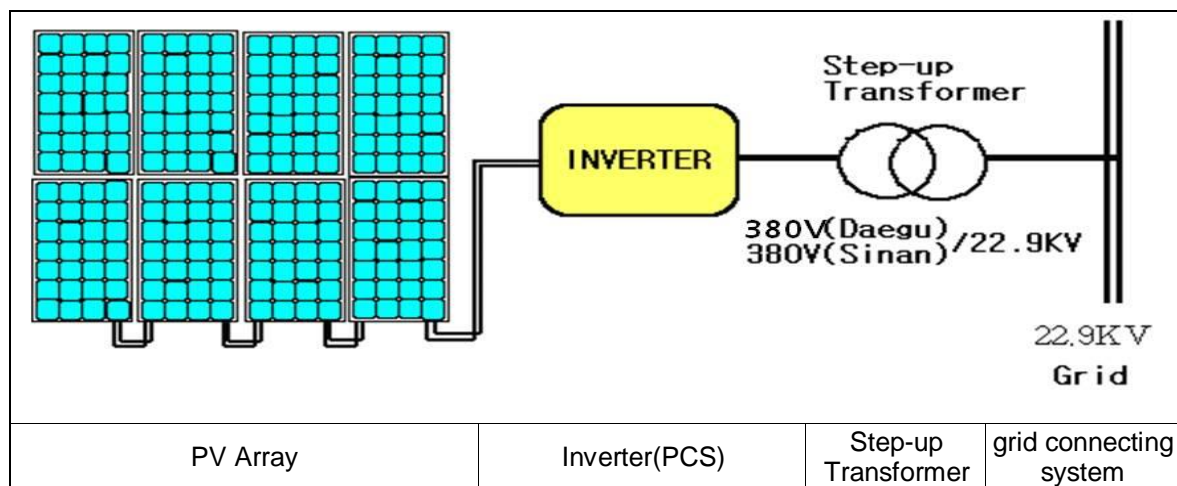 Step-up
Transformer
INVERTER
380V(Daegu)
380V(Sinan)/22.9KV
22.9KV
Grid
PV Array
Inverter(PCS)
Step-up
Transformer
grid connecting
system